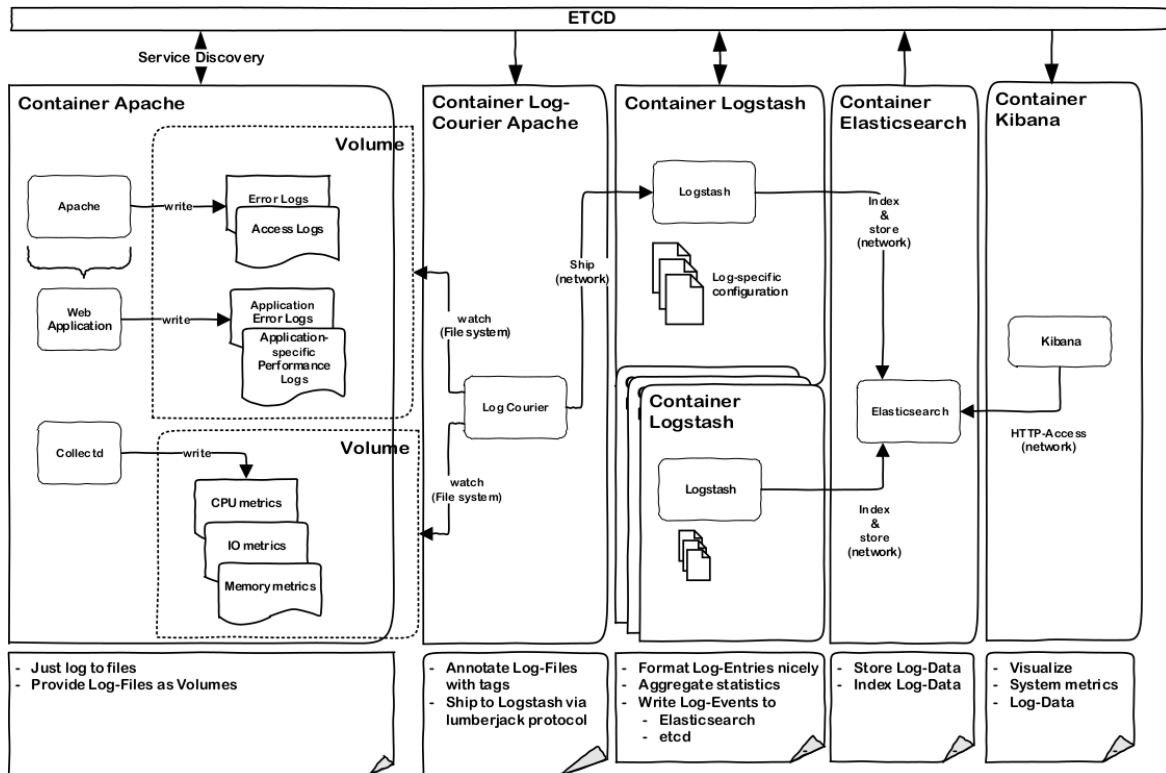 ETCD
Service Discovery
Container Apache
Volume
Apache
write
Error Logs
Access Logs
Web
Application
write
Application
Error Logs
Application-
specific
Performance
Logs
Collectd
write
Volume
CPU metrics
IO metrics
Memory metrics
Container Log-
Courier Apache
watch
(File system)
Log Courier
watch
(File system)
Ship
(network)
Container Logstash
Logstash
Log-specific
configuration
Container
Logstash
Logstash
Container
Elasticsearch
Index
&
store
(network)
Elasticsearch
Index
&
store
(network)
Container
Kibana
Kibana
HTTP-Access
(network)
- Just log to files
- Provide Log-Files as Volumes
- Annotate Log-Files
with tags
- Ship to Logstash via
lumberjack protocol
- Format Log-Entries nicely
- Aggregate statistics
- Write Log-Events to
- Elasticsearch
- etcd
-
- Store Log-Data
- Index Log-Data
-
- Visualize
- System metrics
- Log-Data
-